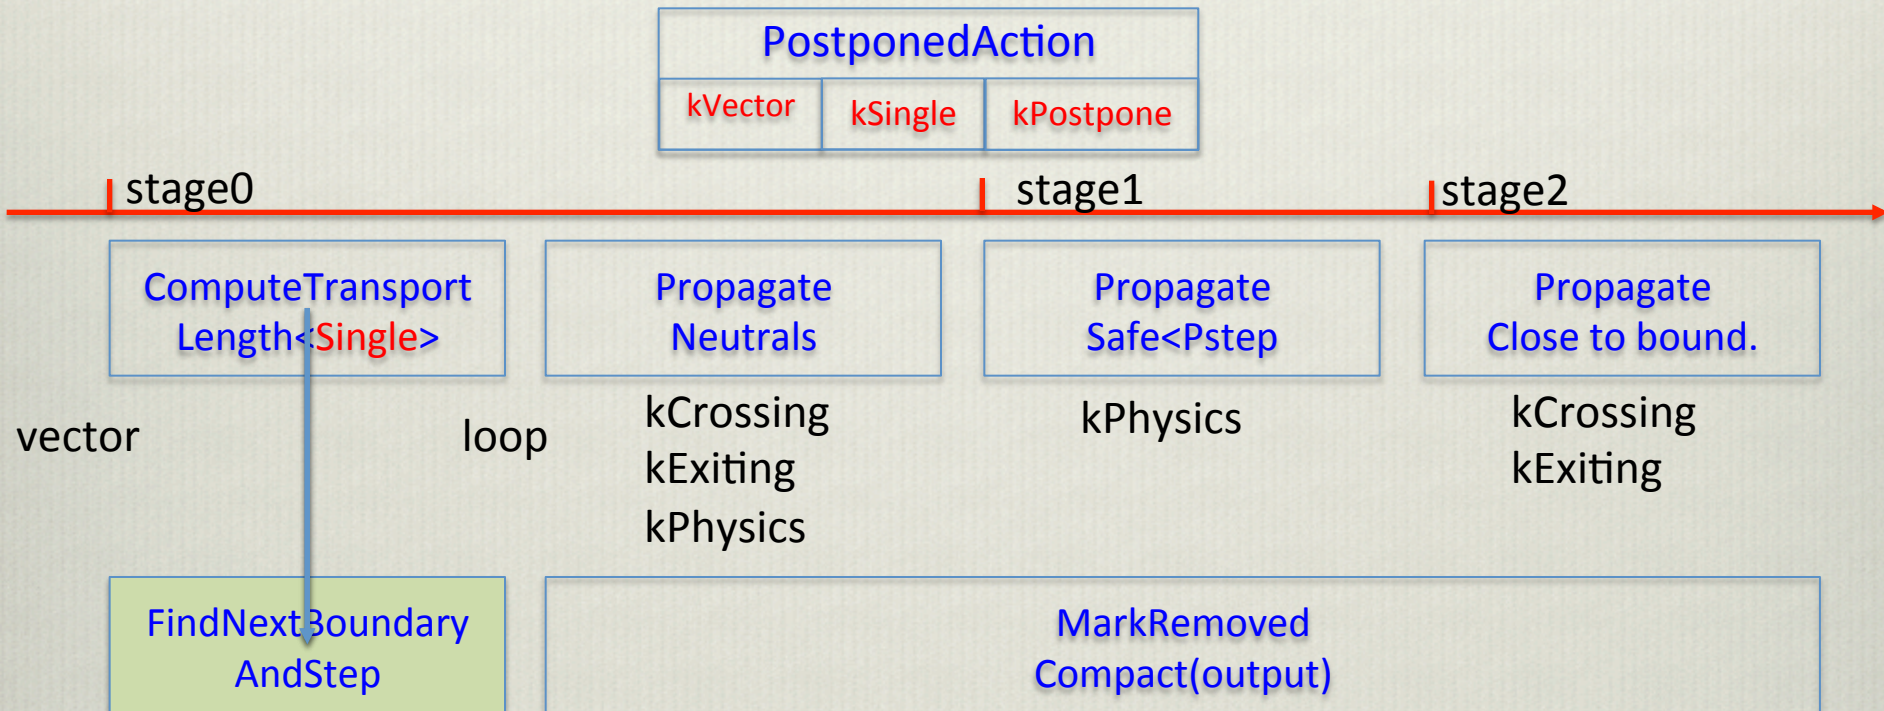 PostponedAction
kVector kSingle kPostpone
stage0 stage1 stage2
ComputeTransport
Length<Single>
Propagate
Neutrals
Propagate
Safe<Pstep
Propagate
Close to bound.
vector
loop
kCrossing
kExiting
kPhysics
kPhysics
kCrossing
kExiting
FindNextBoundary
AndStep
MarkRemoved
Compact(output)